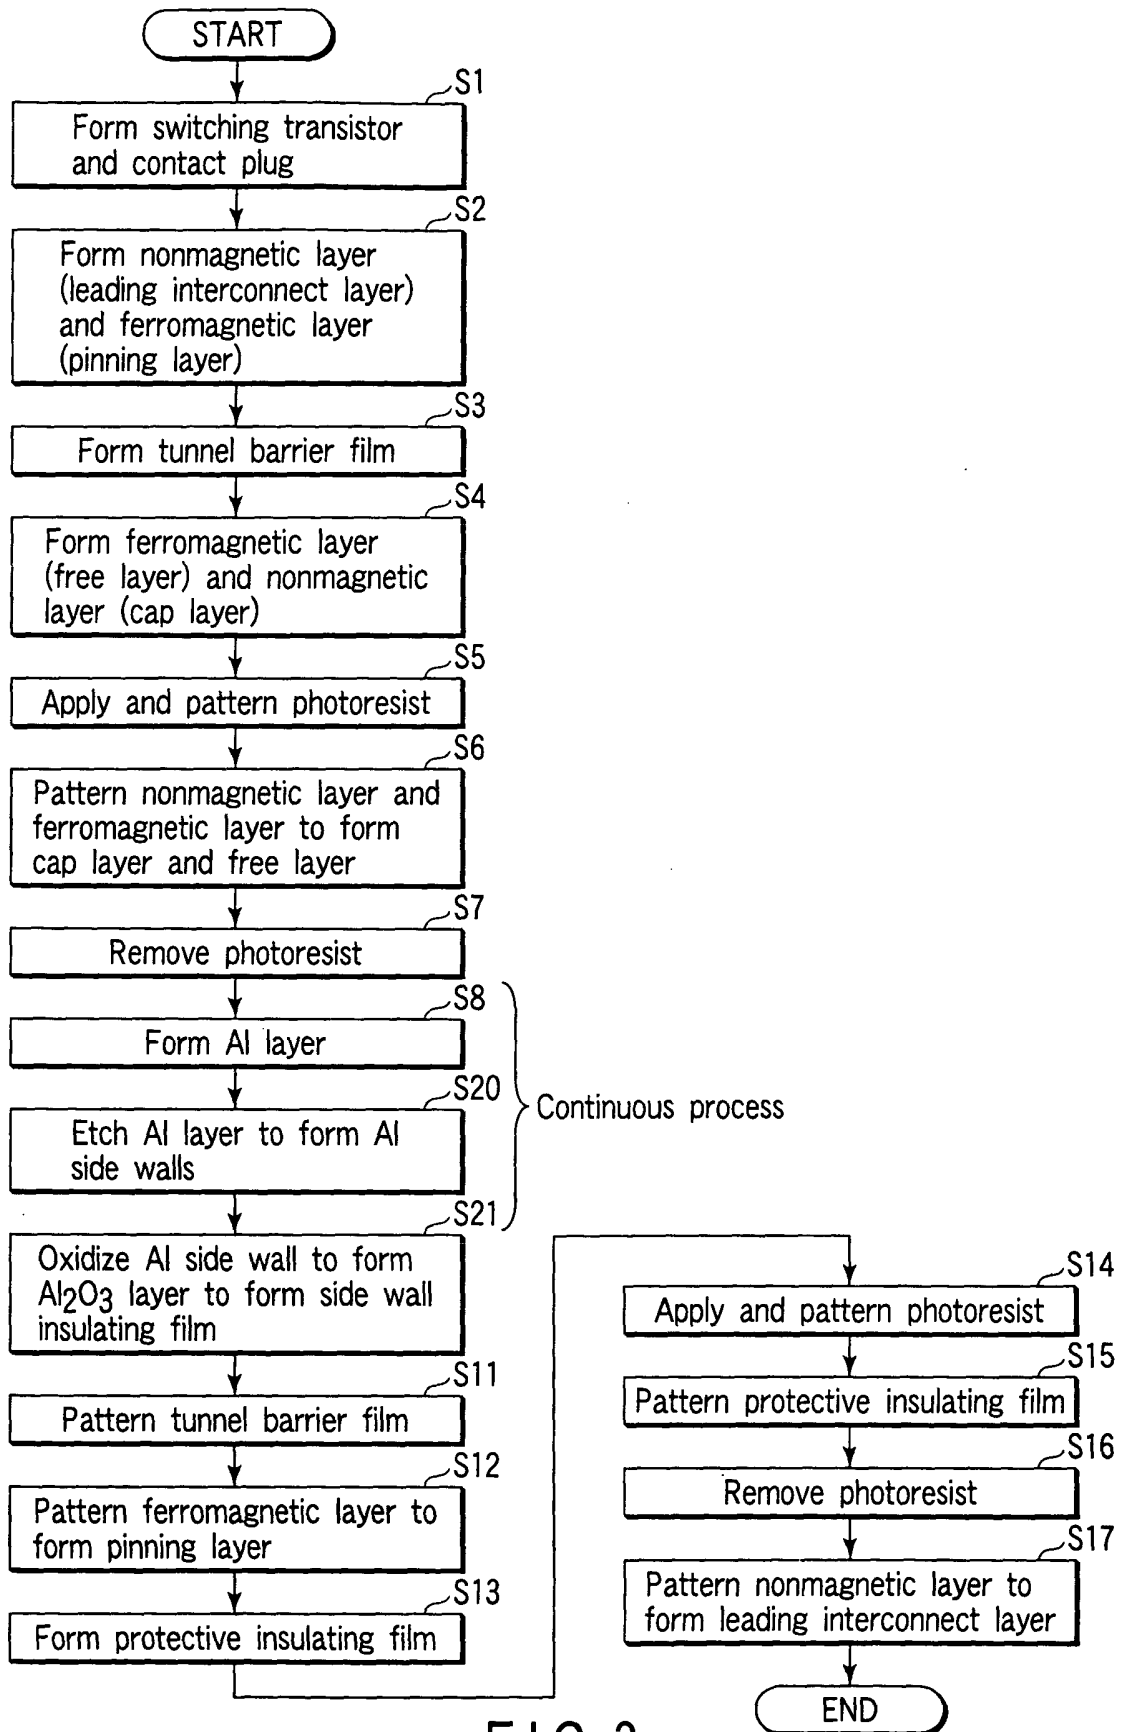 START
S1
Form switching transistor
and contact plug
S2
Form nonmagnetic layer
(leading interconnect layer)
and ferromagnetic layer
(pinning layer)
S3
Form tunnel barrier film
S4
Form ferromagnetic layer
(free layer) and nonmagnetic
layer (cap layer)
S5
Apply and pattern photoresist
S6
Pattern nonmagnetic layer and
ferromagnetic layer to form
cap layer and free layer
S7
Remove photoresist
S8
Form Al layer
S20
Etch Al layer to form Al
side walls
Continuous process
S21
Oxidize Al side wall to form
Al2O3 layer to form side wall
insulating film
S11
Pattern tunnel barrier film
S12
Pattern ferromagnetic layer to
form pinning layer
S13
Form protective insulating film
S14
Apply and pattern photoresist
S15
Pattern protective insulating film
S16
Remove photoresist
S17
Pattern nonmagnetic layer to
form leading interconnect layer
END